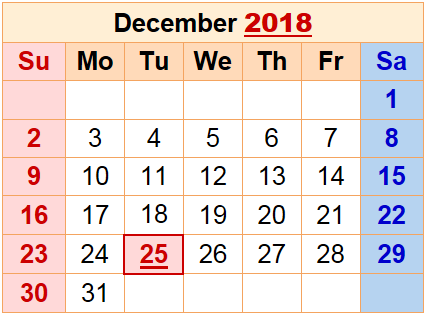 December 2018
Su Mo Tu We Th Fr Sa
1
2 3 4 5 6 7 8
9 10 11 12 13 14 15
16 17 18 19 20 21 22
23 24 25 26 27 28 29
30 31